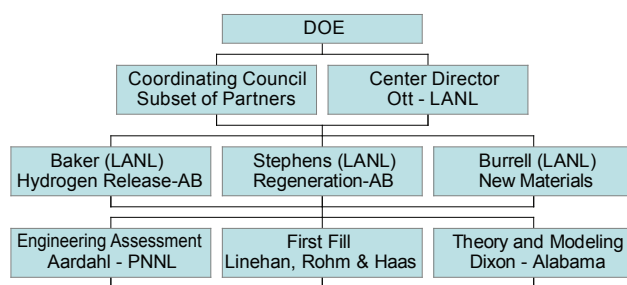 DOE
Coordinating Council
Subset of Partners
Center Director
Ott - LANL
Baker (LANL)
Hydrogen Release-AB
Stephens (LANL)
Regeneration-AB
Burrell (LANL)
New Materials
Engineering Assessment
Aardahl - PNNL
First Fill
Linehan, Rohm & Haas
Theory and Modeling
Dixon - Alabama